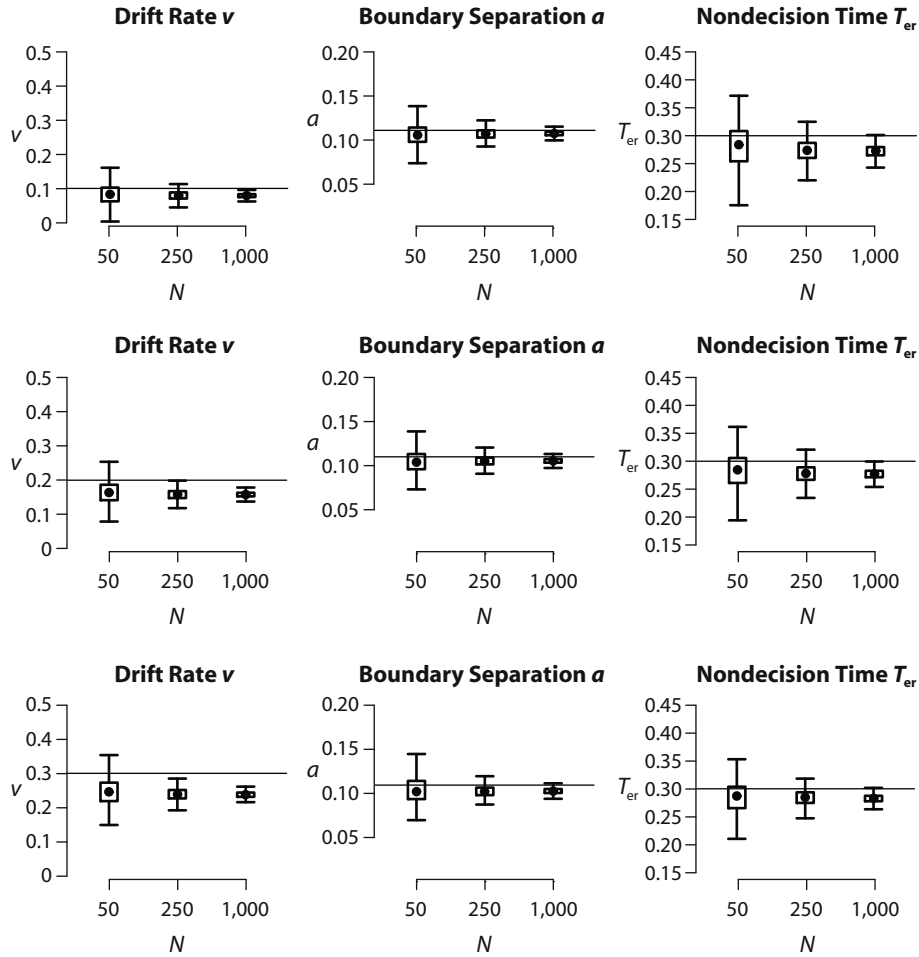 Drift Rate v
Boundary Separation a
Nondecision Time Ter
0.5
0.4
0.3
0.2
0.1
0
v
50
250
1,000
N
0.20
0.15
0.10
0.05
a
50
250
1,000
N
0.45
0.40
0.35
0.30
0.25
0.20
0.15
Ter
50
250
1,000
N
Drift Rate v
Boundary Separation a
Nondecision Time Ter
0.5
0.4
0.3
0.2
0.1
0
v
50
250
1,000
N
0.20
0.15
0.10
0.05
a
50
250
1,000
N
0.45
0.40
0.35
0.30
0.25
0.20
0.15
Ter
50
250
1,000
N
Drift Rate v
Boundary Separation a
Nondecision Time Ter
0.5
0.4
0.3
0.2
0.1
0
v
50
250
1,000
N
0.20
0.15
0.10
0.05
a
50
250
1,000
N
0.45
0.40
0.35
0.30
0.25
0.20
0.15
Ter
50
250
1,000
N